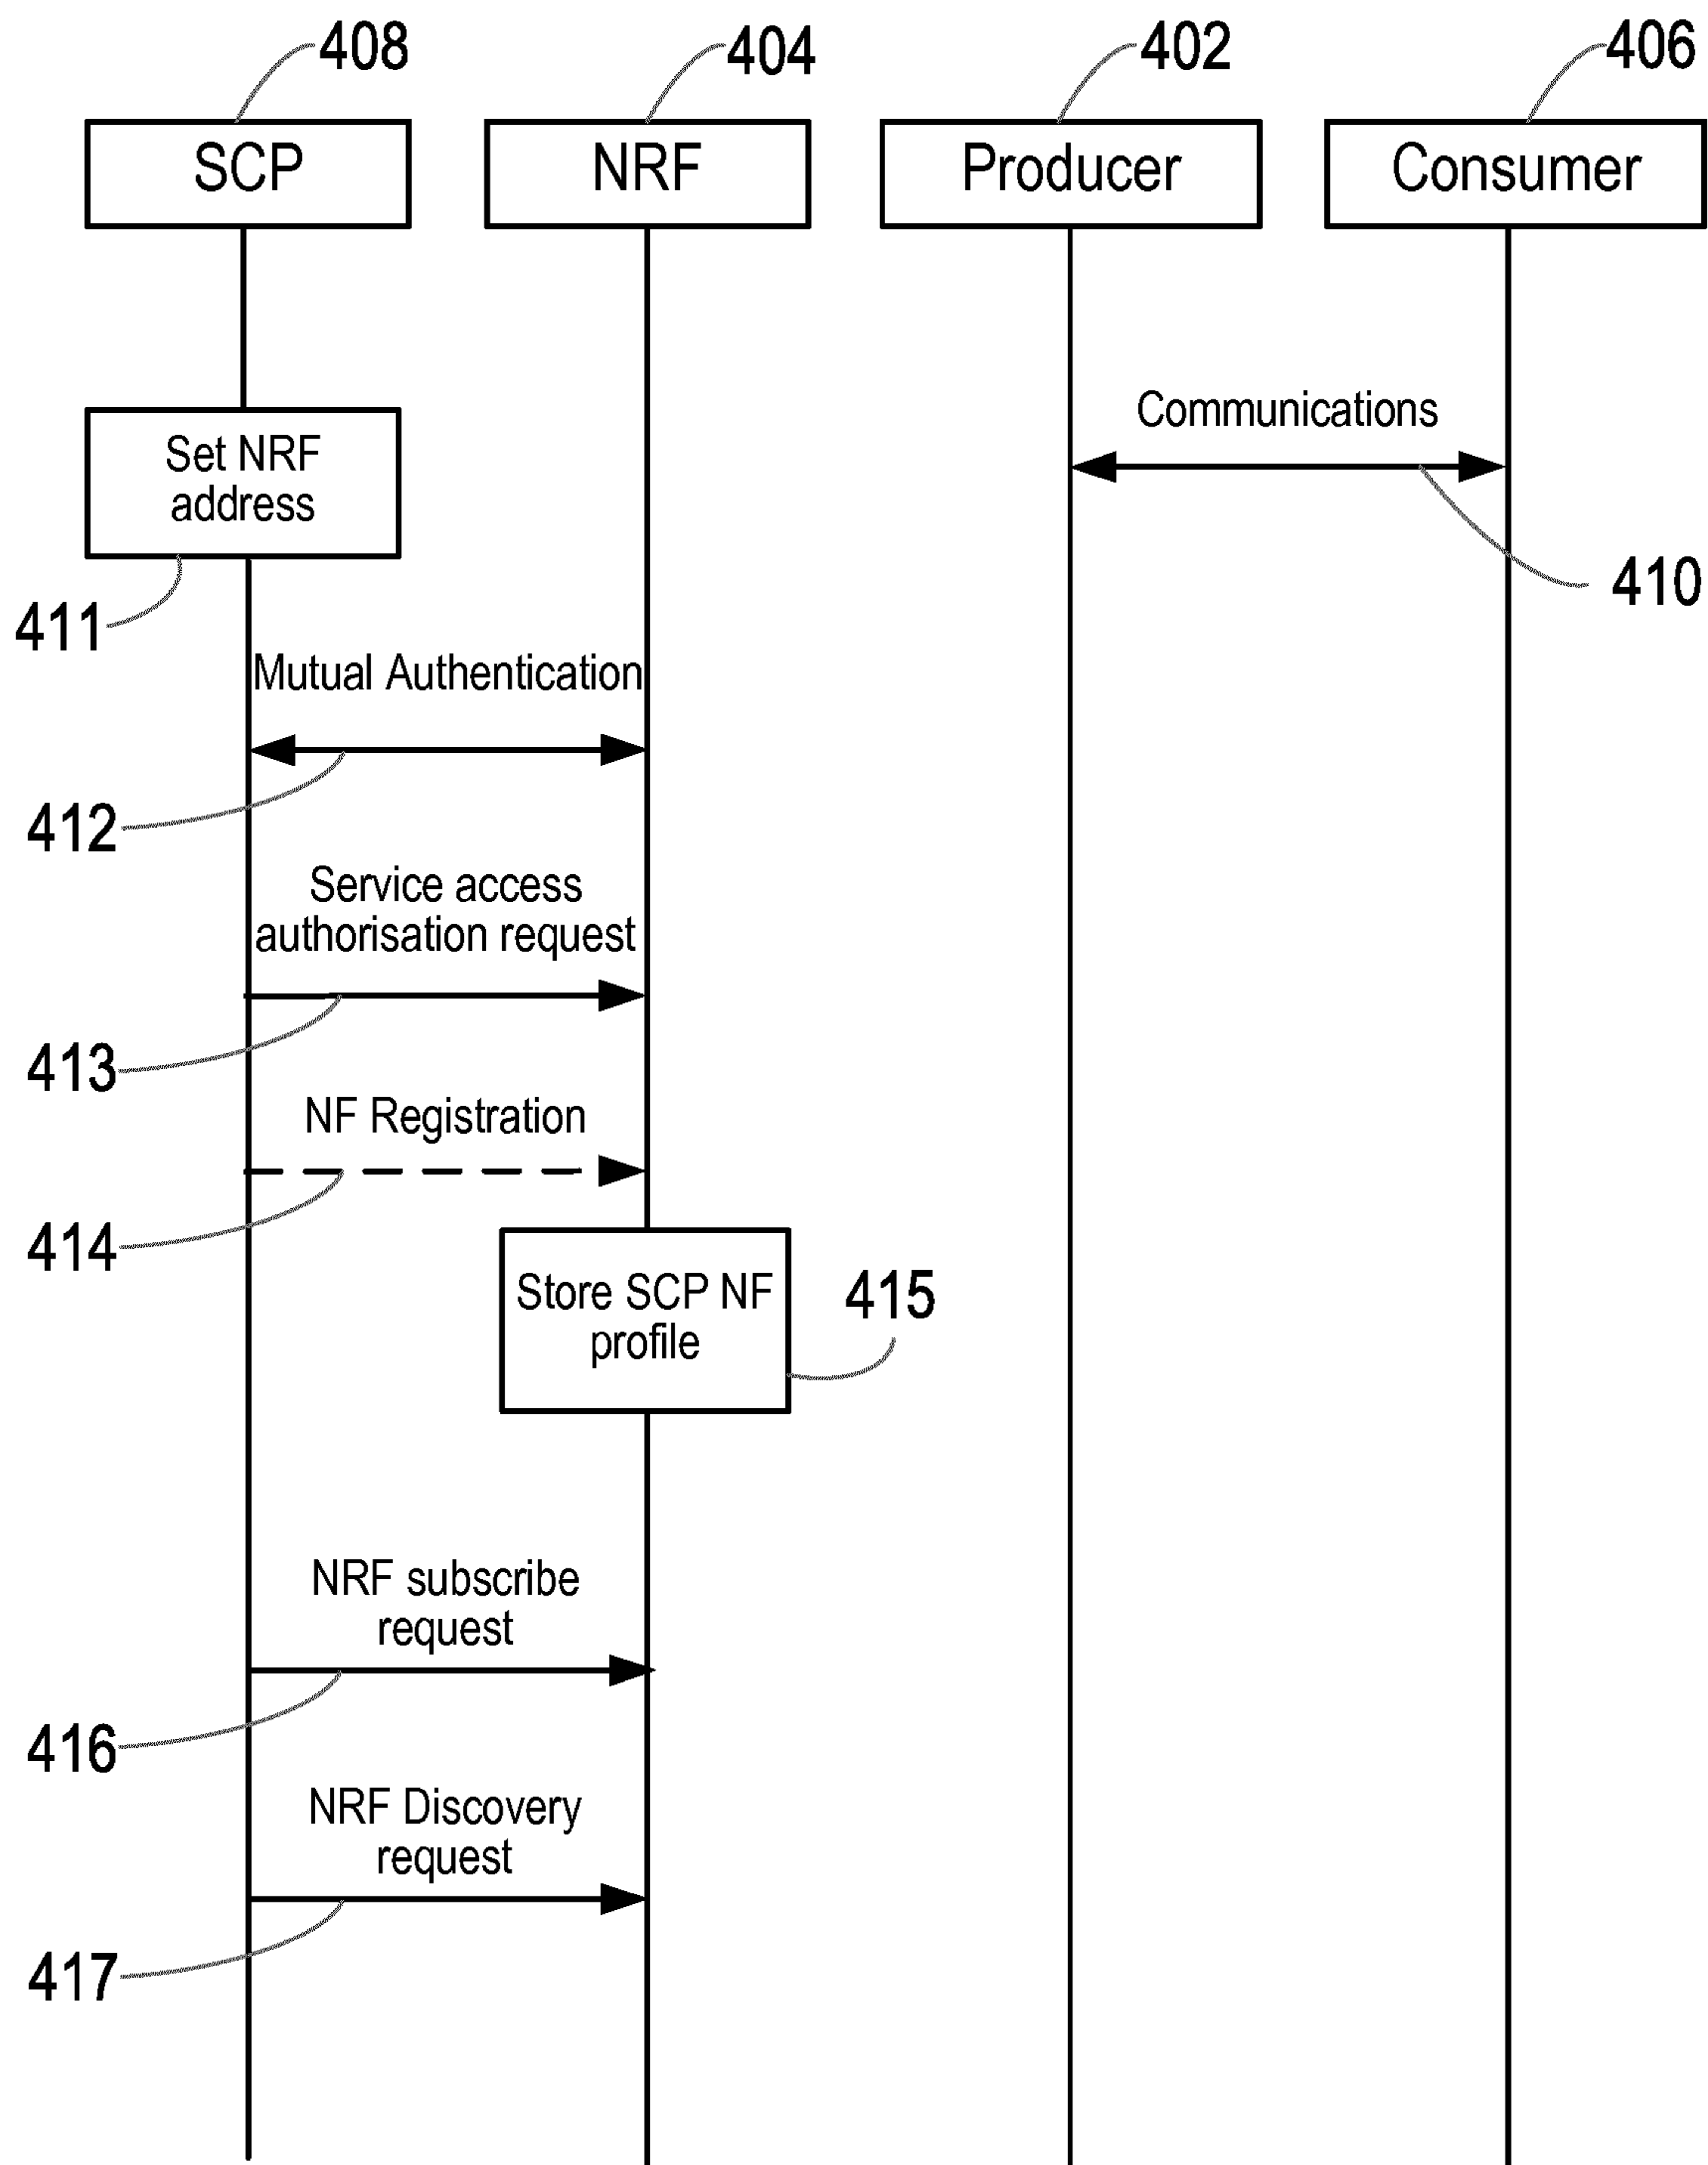 408
404
402
406
SCP
NRF
Producer
Consumer
Communications
Set NRF
address
410
411
Mutual Authentication
412
Service access
authorisation request
413
NF Registration
414
Store SCP NF
profile
415
NRF subscribe
request
416
NRF Discovery
request
417